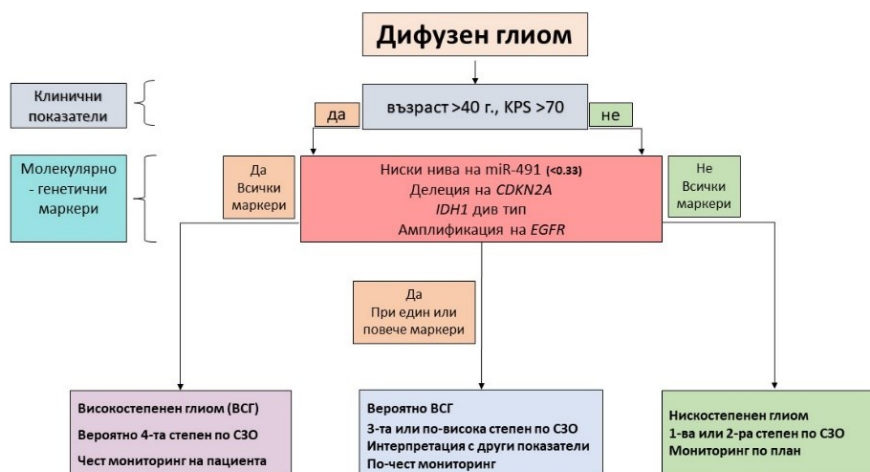 Дифузен глиом
Клинични
показатели
да
възраст >40 г., KPS >70
не
Молекулярно
- генетични
маркери
Да
Всички
маркери
Ниски нива на miR-491 (<0.33)
Делеция на CDKN2A
IDH1 див тип
Амплификация на EGFR
Не
Всички
маркери
Да
При един или
повече маркери
Високостепенен глиом (ВСГ)
Вероятно 4-та степен по СЗО
Чест мониторинг на пациента
Вероятно ВСГ
3-та или по-висока степен по СЗО
Интерпретация с други показатели
По-чест мониторинг
Нискостепенен глиом
1-ва или 2-ра степен по СЗО
Мониторинг по план